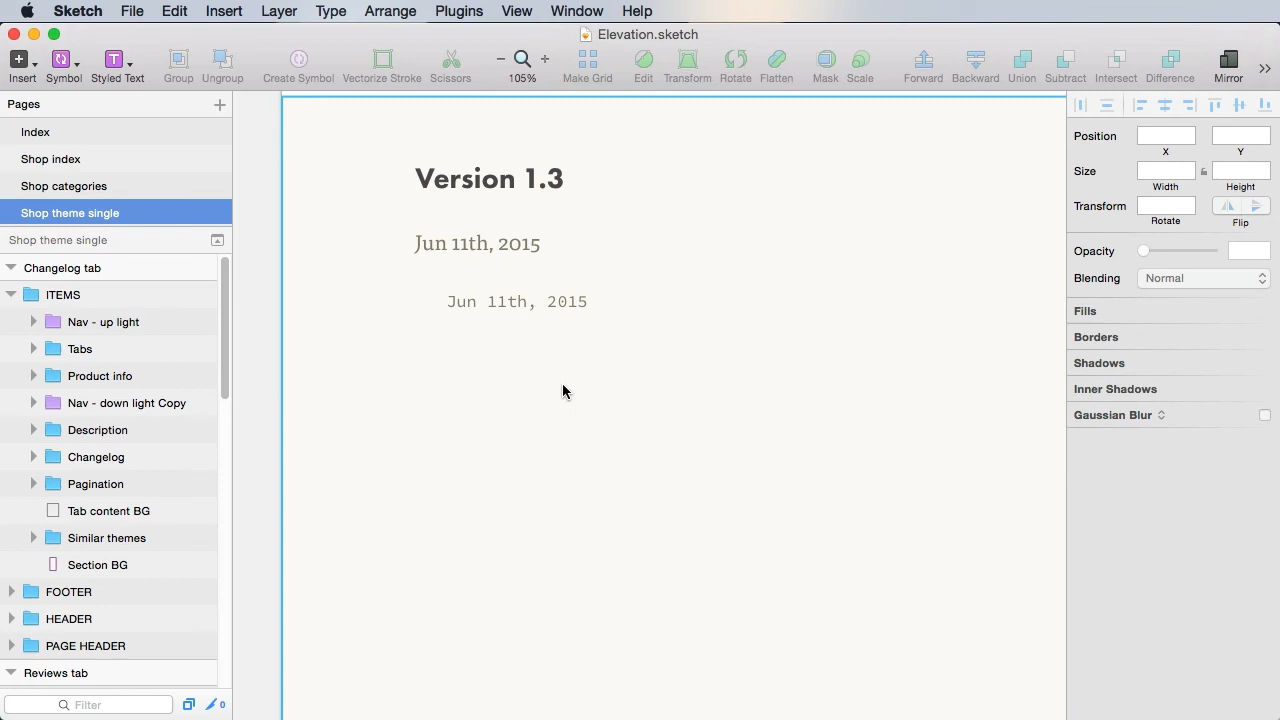 Sketch File Edit Insert Layer Type Arrange Plugins View Window Help
Elevation.sketch
Insert Symbol Styled Text Group Ungroup Create Symbol Vectorize Stroke Scissors 105% Make Grid Edit Transform Rotate Flatten Mask Scale Forward Backward Union Subtract Intersect Difference Mirror
Pages
Index
Shop index
Shop categories
Shop theme single
Shop theme single
Changelog tab
ITEMS
Nav - up light
Tabs
Product info
Nav - down light Copy
Description
Changelog
Pagination
Tab content BG
Similar themes
Section BG
FOOTER
HEADER
PAGE HEADER
Reviews tab
Filter
0
Version 1.3
Jun 11th, 2015
Jun 11th, 2015
Position
X Y
Size
Width Height
Transform
Rotate Flip
Opacity
Blending Normal
Fills
Borders
Shadows
Inner Shadows
Gaussian Blur